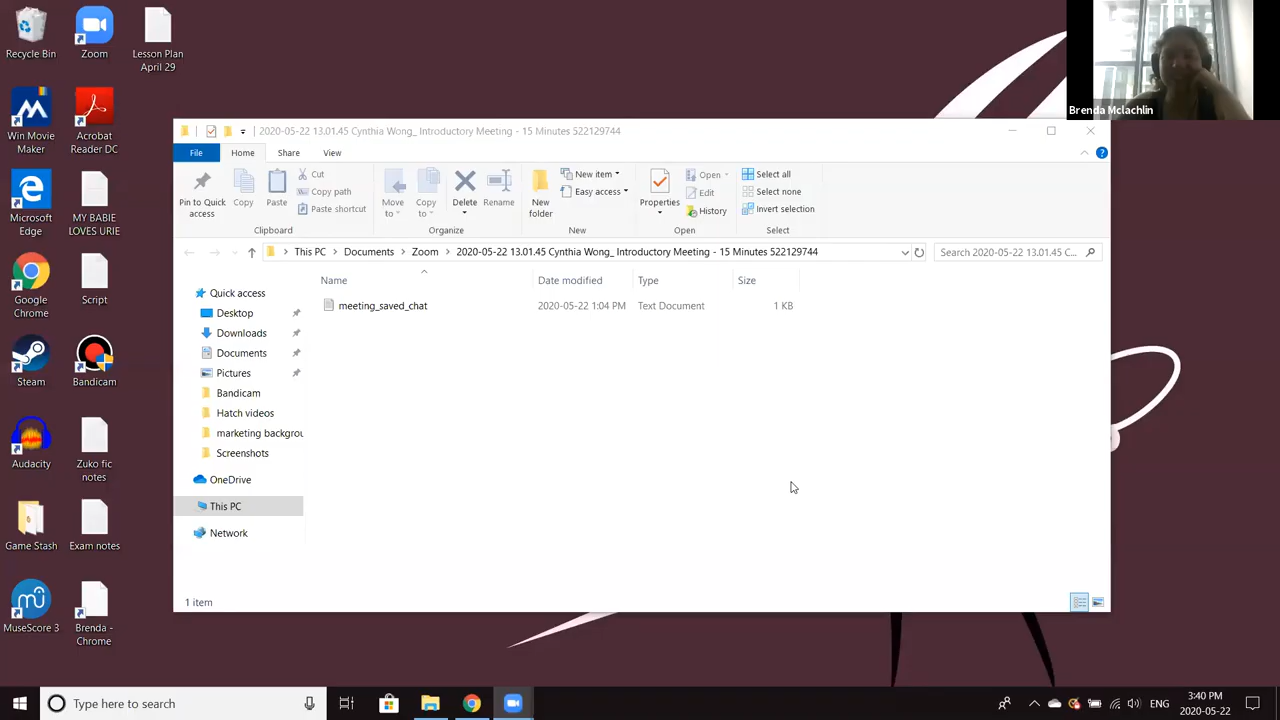 Recycle Bin
Zoom
Lesson Plan
April 29
Win Movie
Maker
Acrobat
Reader DC
Microsoft
Edge
MY BABIE
LOVES URIE
Google
Chrome
Script
Steam
Bandicam
Audacity
Zuko fic
notes
Game Stash
Exam notes
MuseScore 3
Brenda -
Chrome
Brenda Mclachlin
2020-05-22 13.01.45 Cynthia Wong_ Introductory Meeting - 15 Minutes 522129744
File Home Share View
Pin to Quick
access
Copy
Paste
Cut
Copy path
Paste shortcut
Clipboard
Move
to
Copy
to
Delete
Rename
Organize
New
folder
New item
Easy access
New
Properties
Open
Edit
History
Open
Select all
Select none
Invert selection
Select
This PC Documents Zoom 2020-05-22 13.01.45 Cynthia Wong_ Introductory Meeting - 15 Minutes 522129744
Search 2020-05-22 13.01.45 C...
Name Date modified Type Size
meeting_saved_chat 2020-05-22 1:04 PM Text Document 1 KB
Quick access
Desktop
Downloads
Documents
Pictures
Bandicam
Hatch videos
marketing backgrou
Screenshots
OneDrive
This PC
Network
1 item
Type here to search
ENG
3:40 PM
2020-05-22